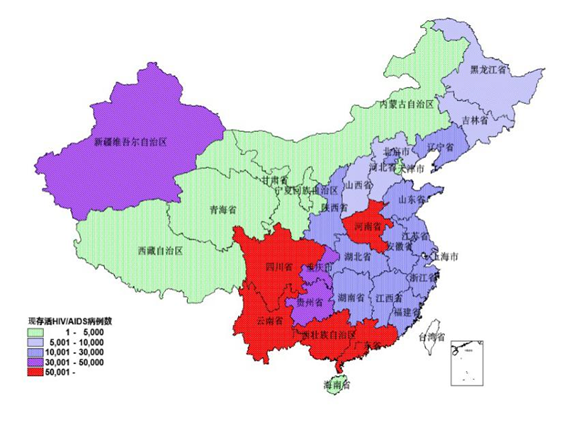 黑龙江省
内蒙古自治区
吉林省
新疆维吾尔自治区
辽宁省
北京市
河北省
天津市
甘肃省
宁夏回族自治区
山西省
山东省
青海省
陕西省
河南省
江苏省
安徽省
西藏自治区
上海市
四川省
重庆市
湖北省
浙江省
贵州省
湖南省
江西省
福建省
云南省
西壮族自治区
广东省
台湾省
海南省
现存活HIV/AIDS病例数
1 - 5,000
5,001 - 10,000
10,001 - 30,000
30,001 - 50,000
50,001 -